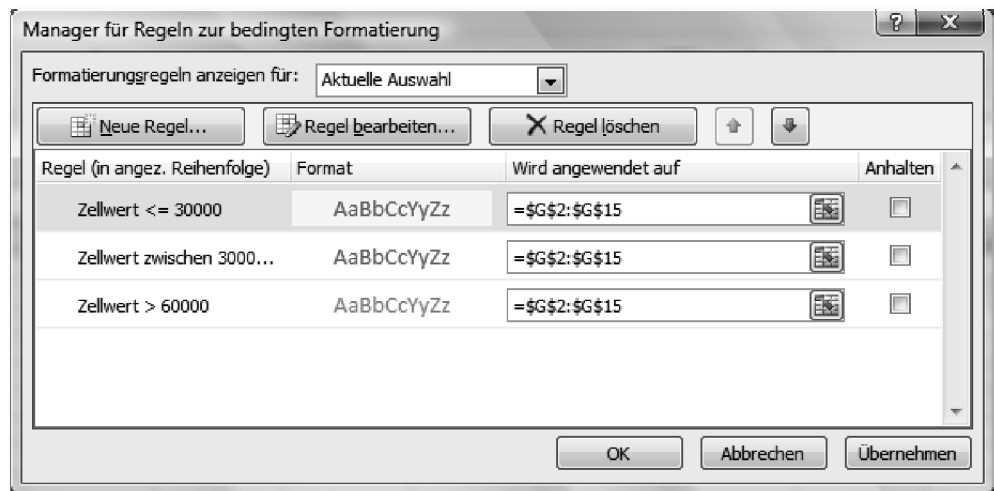 Manager für Regeln zur bedingten Formatierung
Formatierungsregeln anzeigen für: Aktuelle Auswahl
Neue Regel... Regel bearbeiten... Regel löschen
Regel (in angez. Reihenfolge) Format Wird angewendet auf Anhalten
Zellwert <= 30000 AaBbCcYyZz =$G$2:$G$15
Zellwert zwischen 3000... AaBbCcYyZz =$G$2:$G$15
Zellwert > 60000 AaBbCcYyZz =$G$2:$G$15
OK Abbrechen Übernehmen